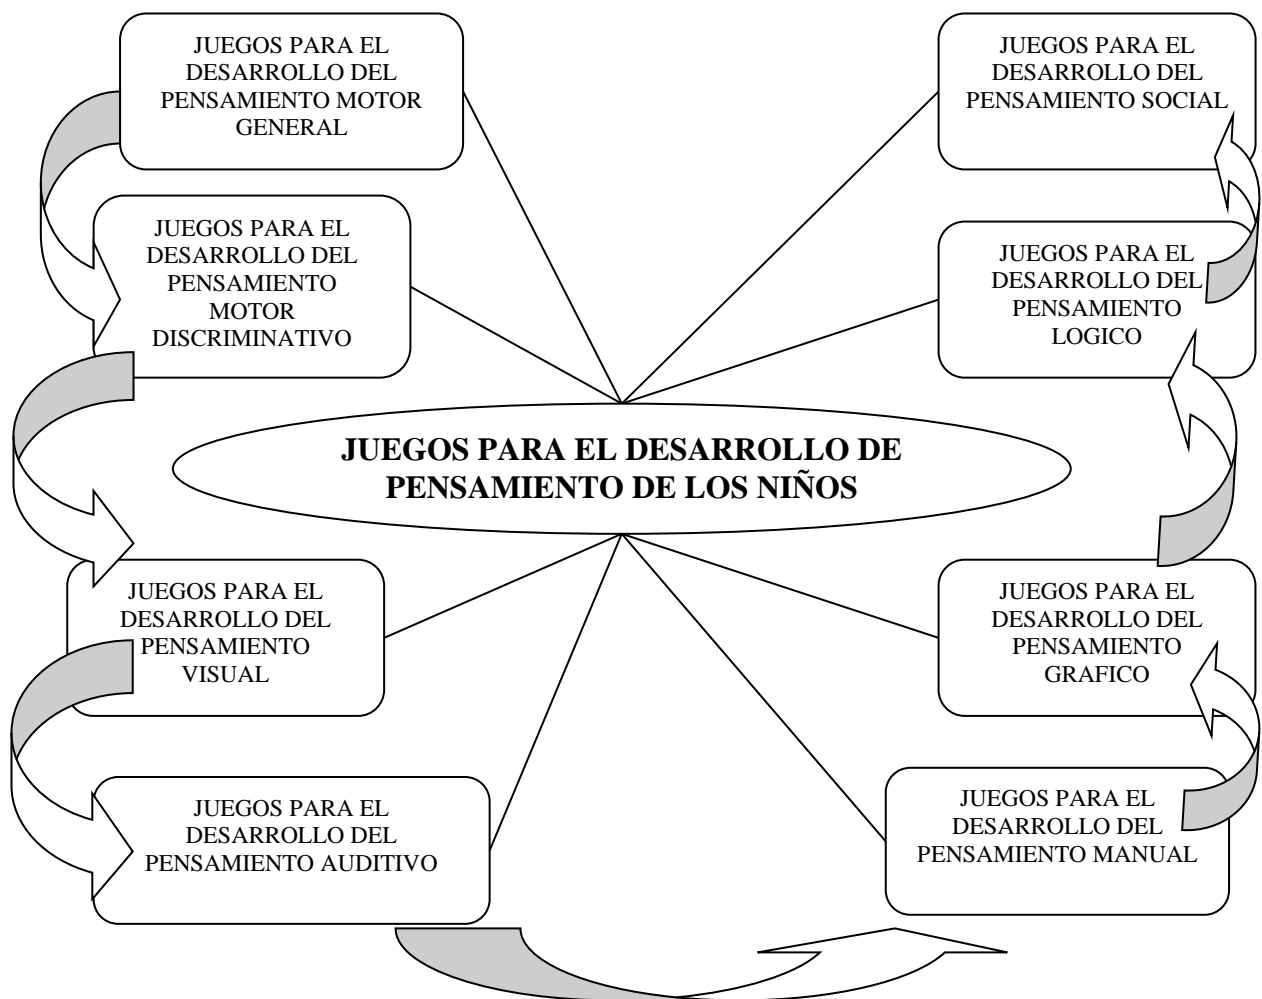 JUEGOS PARA EL
DESARROLLO DEL
PENSAMIENTO MOTOR
GENERAL
JUEGOS PARA EL
DESARROLLO DEL
PENSAMIENTO SOCIAL
JUEGOS PARA EL
DESARROLLO DEL
PENSAMIENTO
MOTOR
DISCRIMINATIVO
JUEGOS PARA EL
DESARROLLO DEL
PENSAMIENTO
LOGICO
JUEGOS PARA EL DESARROLLO DE
PENSAMIENTO DE LOS NIÑOS
JUEGOS PARA EL
DESARROLLO DEL
PENSAMIENTO
VISUAL
JUEGOS PARA EL
DESARROLLO DEL
PENSAMIENTO
GRAFICO
JUEGOS PARA EL
DESARROLLO DEL
PENSAMIENTO AUDITIVO
JUEGOS PARA EL
DESARROLLO DEL
PENSAMIENTO MANUAL